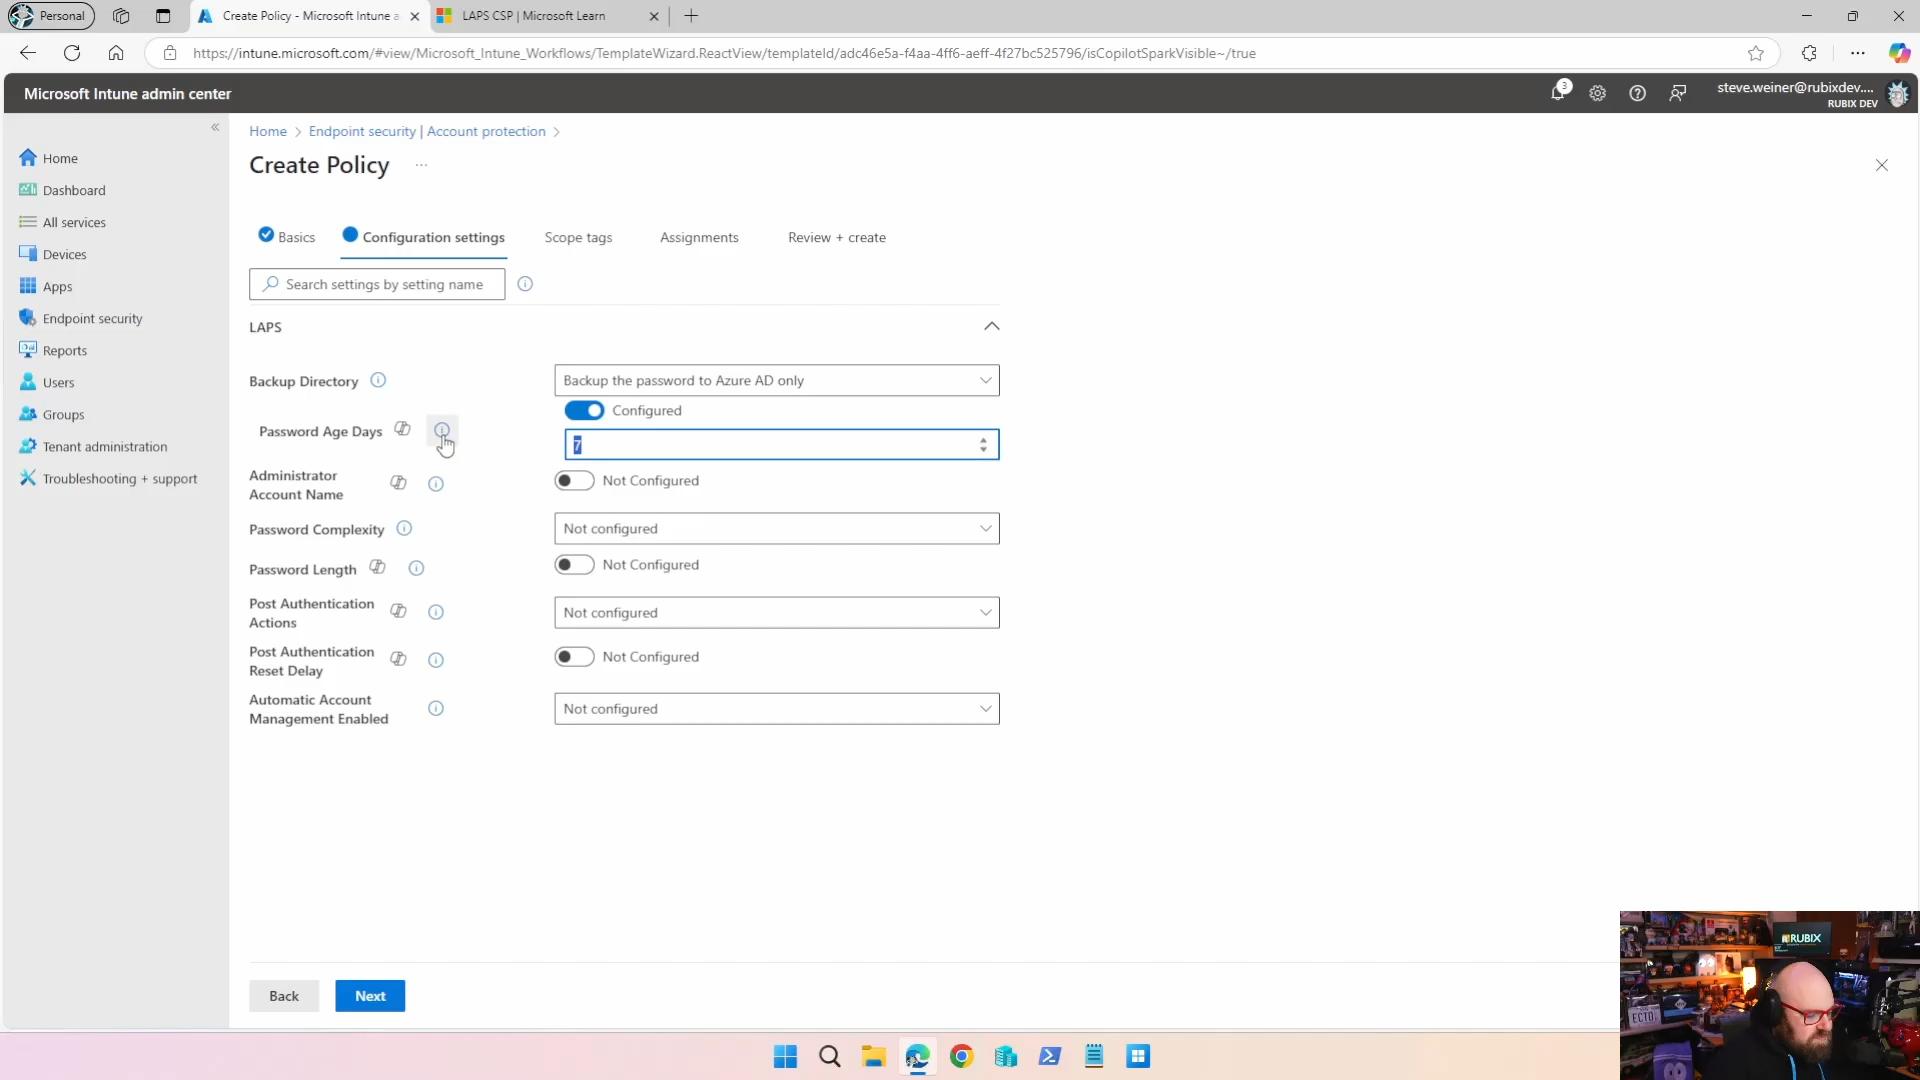 Personal
Create Policy - Microsoft Intune a
LAPS CSP | Microsoft Learn
https://intune.microsoft.com/#view/Microsoft_Intune_Workflows/TemplateWizard.ReactView/templateId/adc46e5a-f4aa-4ff6-aeff-4f27bc525796/isCopilotSparkVisible~/true
Microsoft Intune admin center
3
steve.weiner@rubixdev....
RUBIX DEV
Home > Endpoint security | Account protection >
Create Policy ...
Home
Dashboard
All services
Devices
Apps
Endpoint security
Reports
Users
Groups
Tenant administration
Troubleshooting + support
Basics
Configuration settings
Scope tags
Assignments
Review + create
Search settings by setting name
LAPS
Backup Directory
Backup the password to Azure AD only
Configured
Password Age Days
7
Administrator
Account Name
Not Configured
Password Complexity
Not configured
Password Length
Not Configured
Post Authentication
Actions
Not configured
Post Authentication
Reset Delay
Not Configured
Automatic Account
Management Enabled
Not configured
Back
Next
RUBIX
ECTO